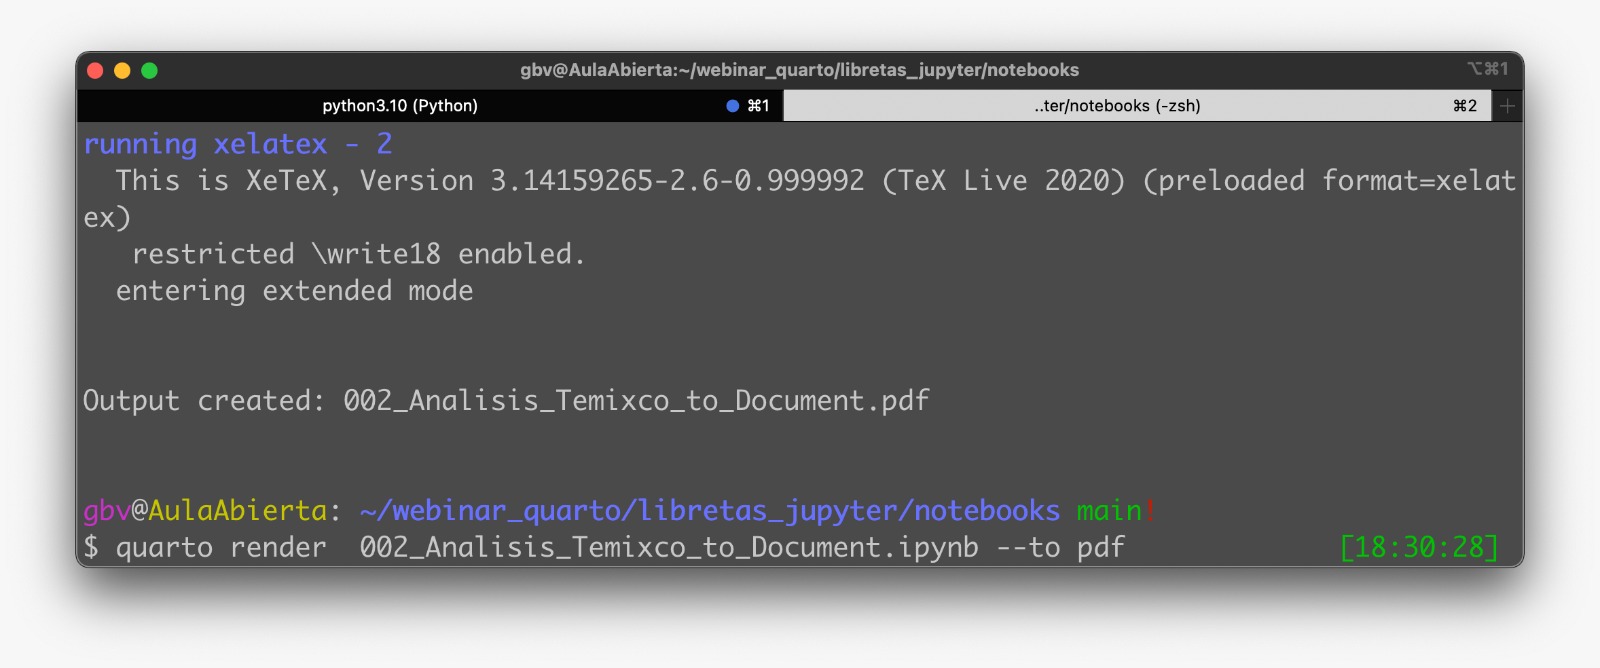 gbv@AulaAbierta:~/webinar_quarto/libretas_jupyter/notebooks ⌥⌘1
python3.10 (Python) ⌘1 ..ter/notebooks (-zsh) ⌘2 +
running xelatex - 2
  This is XeTeX, Version 3.14159265-2.6-0.999992 (TeX Live 2020) (preloaded format=xelat
ex)
   restricted \write18 enabled.
  entering extended mode
Output created: 002_Analisis_Temixco_to_Document.pdf
gbv@AulaAbierta: ~/webinar_quarto/libretas_jupyter/notebooks main!
$ quarto render  002_Analisis_Temixco_to_Document.ipynb --to pdf [18:30:28]